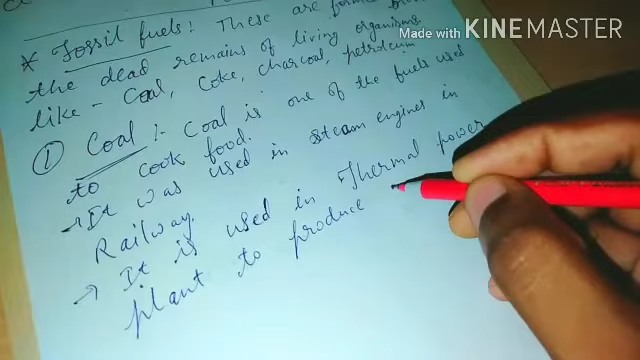 Made with KINEMASTER
* Fossil fuels: These are formed from
the dead remains of living organisms
like - Coal, Coke, charcoal, petroleum
① Coal :- Coal is one of the fuels used
to cook food.
→ It was used in steam engines in
Railway.
→ It is used in Thermal power
plant to produce